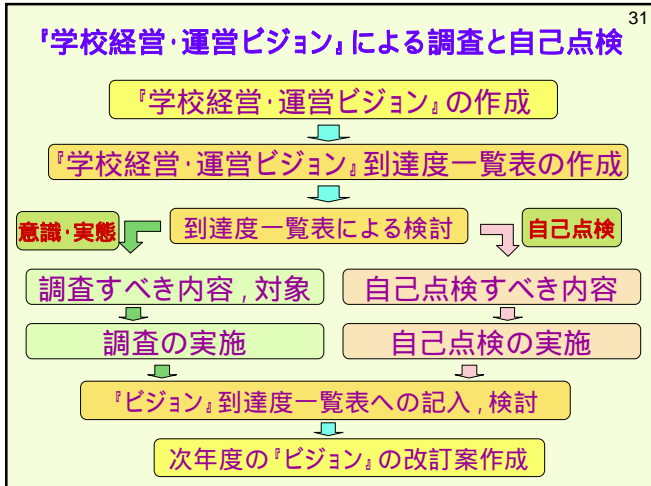 31
『学校経営・運営ビジョン』による調査と自己点検
『学校経営・運営ビジョン』の作成
『学校経営・運営ビジョン』到達度一覧表の作成
意識・実態
到達度一覧表による検討
自己点検
調査すべき内容,対象
自己点検すべき内容
調査の実施
自己点検の実施
『ビジョン』到達度一覧表への記入,検討
次年度の『ビジョン』の改訂案作成